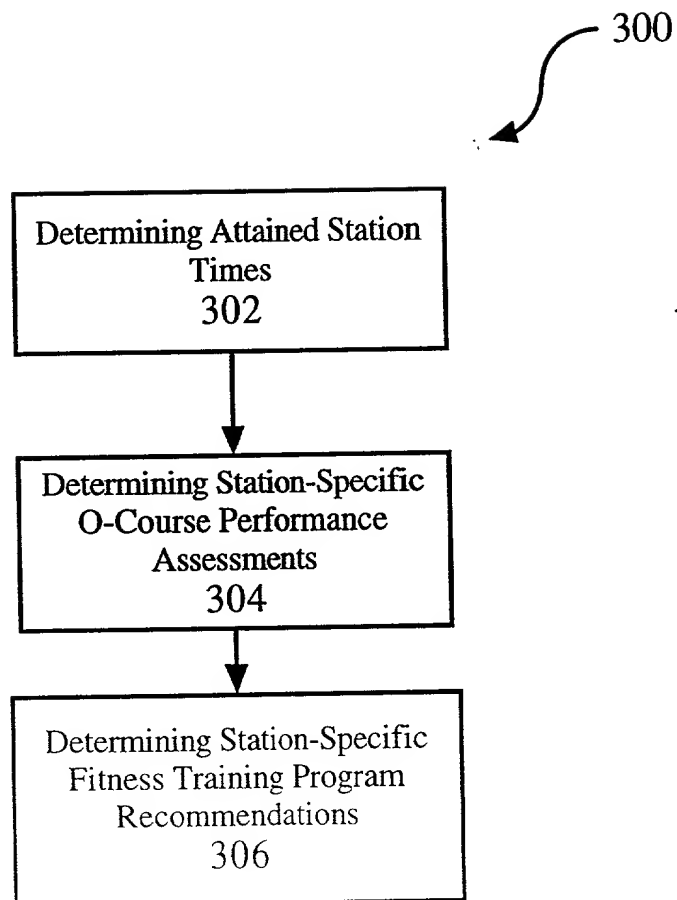 300
Determining Attained Station
Times
302
Determining Station-Specific
O-Course Performance
Assessments
304
Determining Station-Specific
Fitness Training Program
Recommendations
306